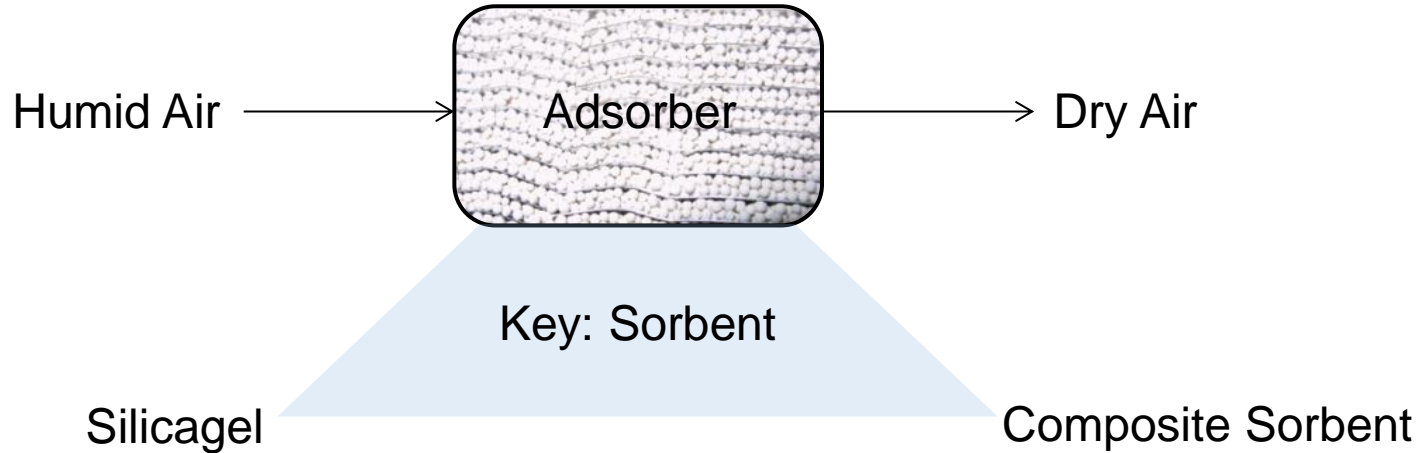 Humid Air
Adsorber
Dry Air
Key: Sorbent
Silicagel
Composite Sorbent